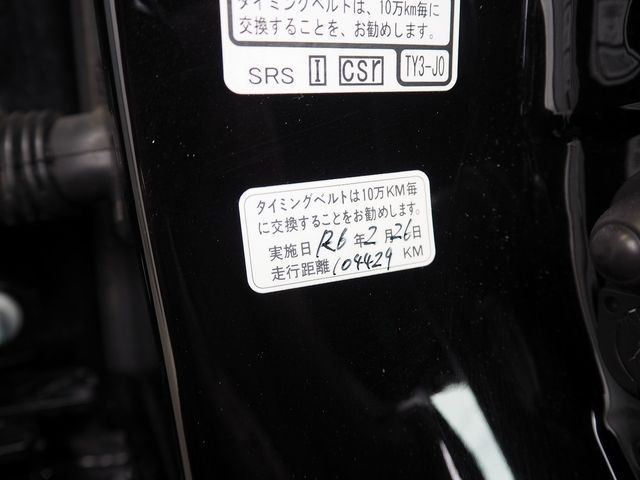 タイミングベルトは、10万km毎に
交換することを、お勧めします。
SRS I csr TY3-J0
タイミングベルトは10万KM毎
に交換することをお勧めします。
実施日 R6 年 2 月 26 日
走行距離 104429 KM